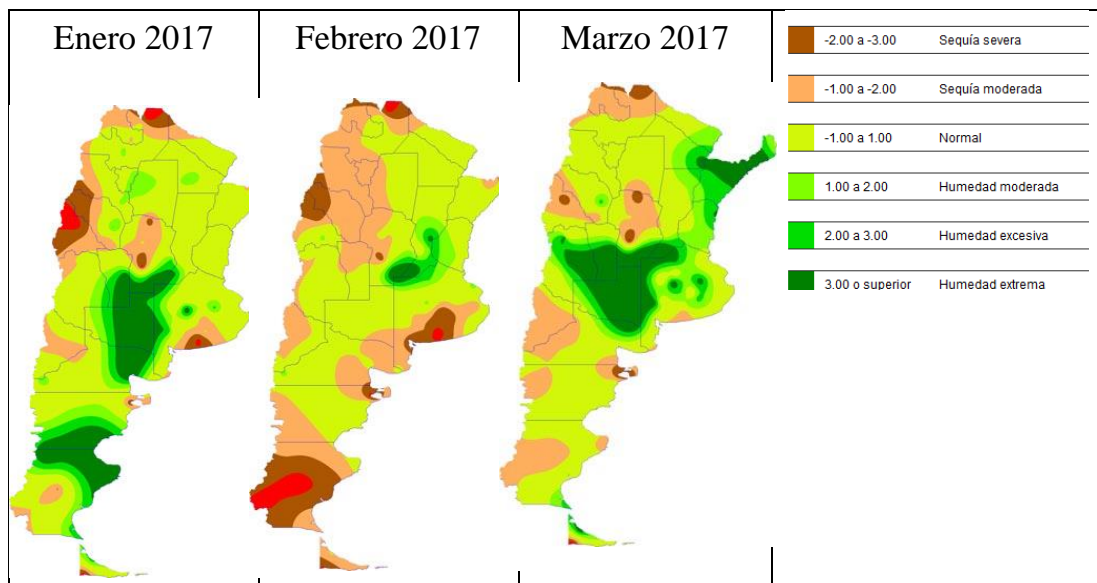 Enero 2017
Febrero 2017
Marzo 2017
-2.00 a -3.00 Sequía severa
-1.00 a -2.00 Sequía moderada
-1.00 a 1.00 Normal
1.00 a 2.00 Humedad moderada
2.00 a 3.00 Humedad excesiva
3.00 o superior Humedad extrema